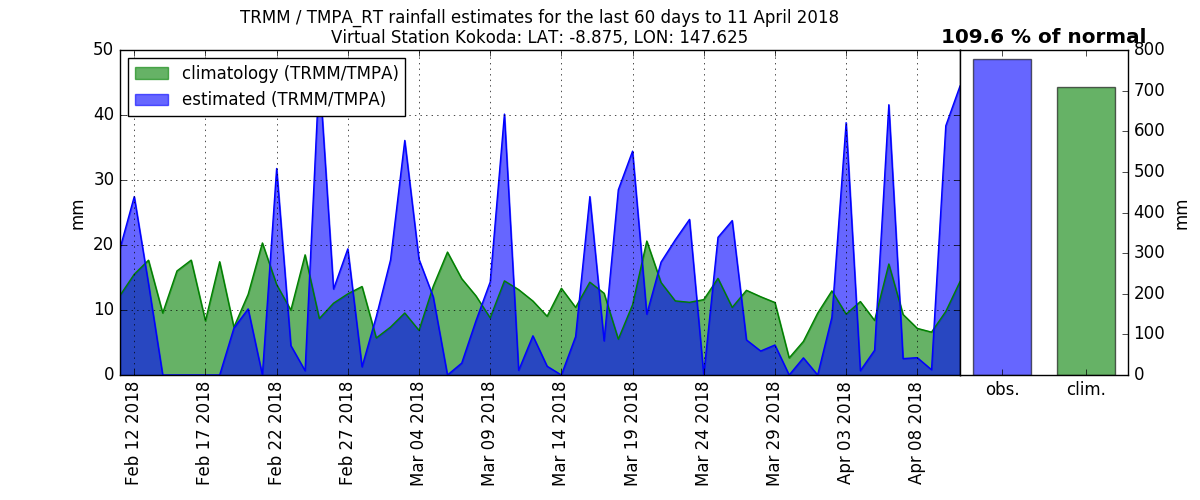 TRMM / TMPA_RT rainfall estimates for the last 60 days to 11 April 2018
Virtual Station Kokoda: LAT: -8.875, LON: 147.625
109.6 % of normal
climatology (TRMM/TMPA)
estimated (TRMM/TMPA)
50
40
30
20
10
0
mm
Feb 12 2018
Feb 17 2018
Feb 22 2018
Feb 27 2018
Mar 04 2018
Mar 09 2018
Mar 14 2018
Mar 19 2018
Mar 24 2018
Mar 29 2018
Apr 03 2018
Apr 08 2018
obs.
clim.
800
700
600
500
400
300
200
100
0
mm